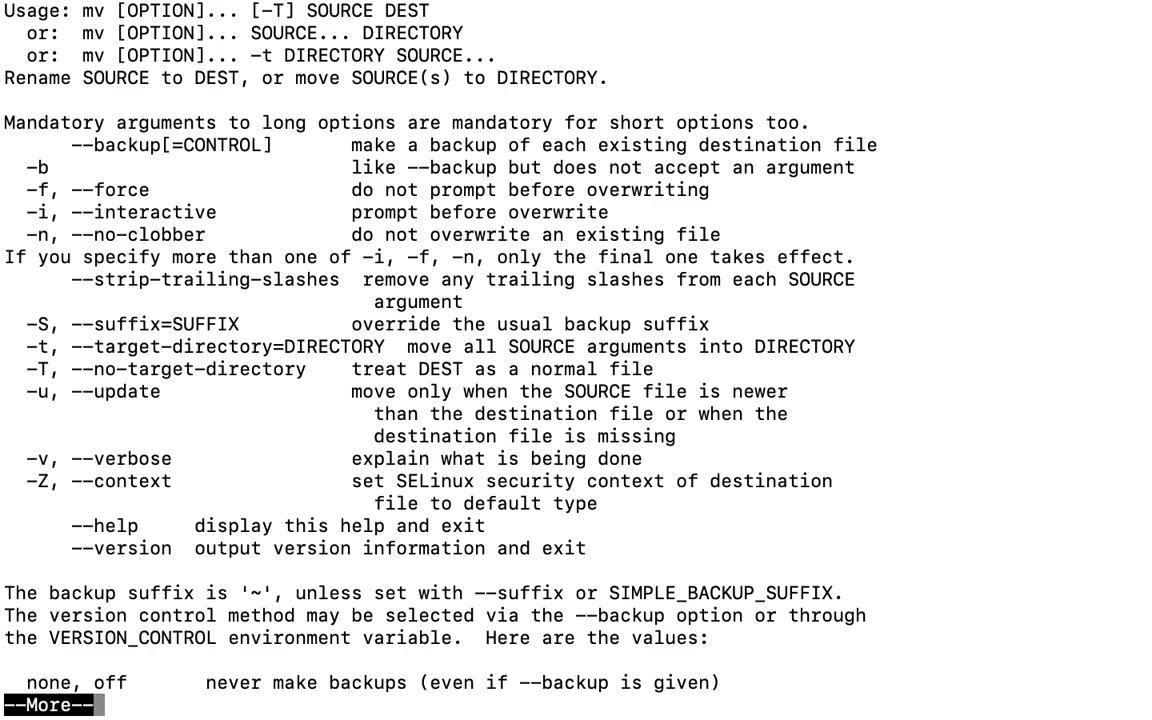 Usage: mv [OPTION]... [-T] SOURCE DEST
  or:  mv [OPTION]... SOURCE... DIRECTORY
  or:  mv [OPTION]... -t DIRECTORY SOURCE...
Rename SOURCE to DEST, or move SOURCE(s) to DIRECTORY.

Mandatory arguments to long options are mandatory for short options too.
      --backup[=CONTROL]       make a backup of each existing destination file
  -b                           like --backup but does not accept an argument
  -f, --force                  do not prompt before overwriting
  -i, --interactive            prompt before overwrite
  -n, --no-clobber             do not overwrite an existing file
If you specify more than one of -i, -f, -n, only the final one takes effect.
      --strip-trailing-slashes  remove any trailing slashes from each SOURCE
                                 argument
  -S, --suffix=SUFFIX          override the usual backup suffix
  -t, --target-directory=DIRECTORY  move all SOURCE arguments into DIRECTORY
  -T, --no-target-directory    treat DEST as a normal file
  -u, --update                 move only when the SOURCE file is newer
                                 than the destination file or when the
                                 destination file is missing
  -v, --verbose                explain what is being done
  -Z, --context                set SELinux security context of destination
                                 file to default type
      --help     display this help and exit
      --version  output version information and exit

The backup suffix is '~', unless set with --suffix or SIMPLE_BACKUP_SUFFIX.
The version control method may be selected via the --backup option or through
the VERSION_CONTROL environment variable.  Here are the values:

  none, off       never make backups (even if --backup is given)
--More--